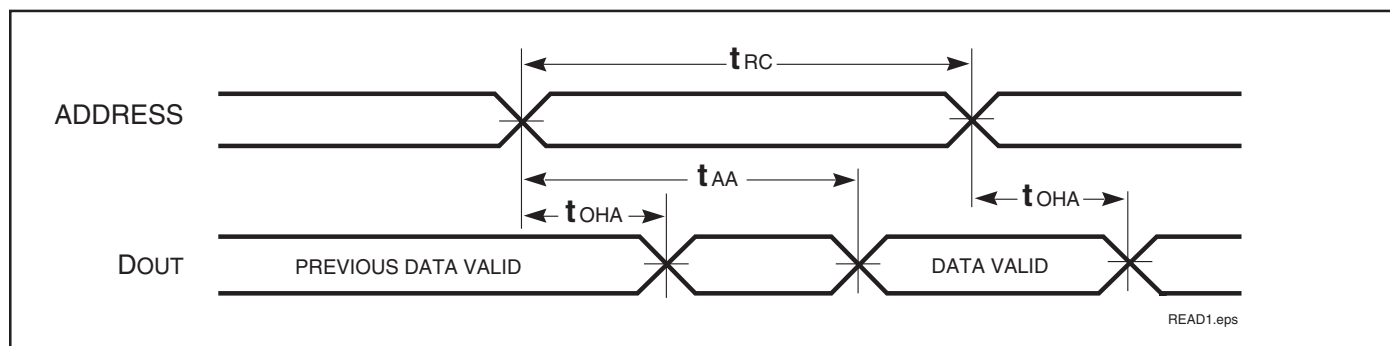 tRC
ADDRESS
tAA
tOHA
tOHA
DOUT
PREVIOUS DATA VALID
DATA VALID
READ1.eps